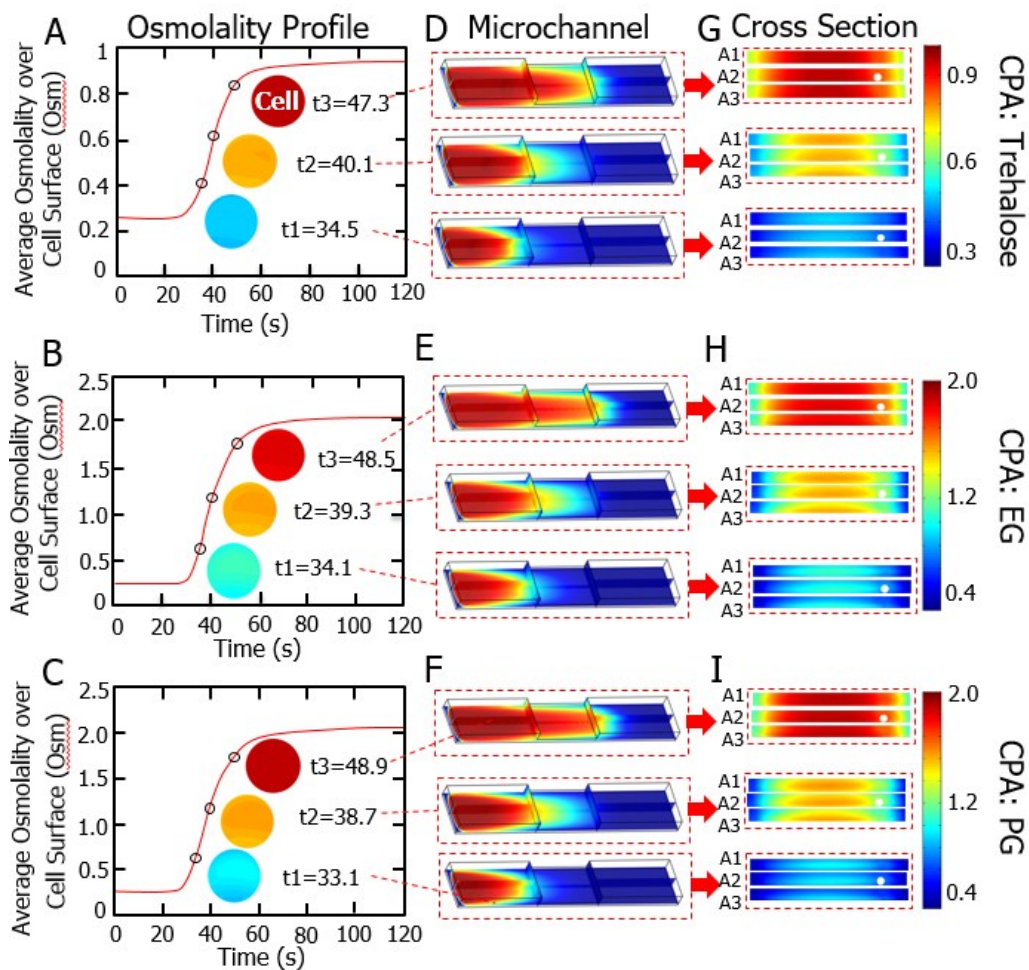 A Osmolality Profile D Microchannel G Cross Section
Average Osmolality over
Cell Surface (Osm)
1
0.8
0.6
0.4
0.2
0
Cell
t3=47.3
t2=40.1
t1=34.5
0 20 40 60 80 100 120
Time (s)
A1
A2
A3
A1
A2
A3
A1
A2
A3
0.9
0.6
0.3
CPA: Trehalose
B E H
Average Osmolality over
Cell Surface (Osm)
2.5
2.0
1.5
1.0
0.5
0
t3=48.5
t2=39.3
t1=34.1
0 20 40 60 80 100 120
Time (s)
A1
A2
A3
A1
A2
A3
A1
A2
A3
2.0
1.2
0.4
CPA: EG
C F I
Average Osmolality over
Cell Surface (Osm)
2.5
2.0
1.5
1.0
0.5
0
t3=48.9
t2=38.7
t1=33.1
0 20 40 60 80 100 120
Time (s)
A1
A2
A3
A1
A2
A3
A1
A2
A3
2.0
1.2
0.4
CPA: PG